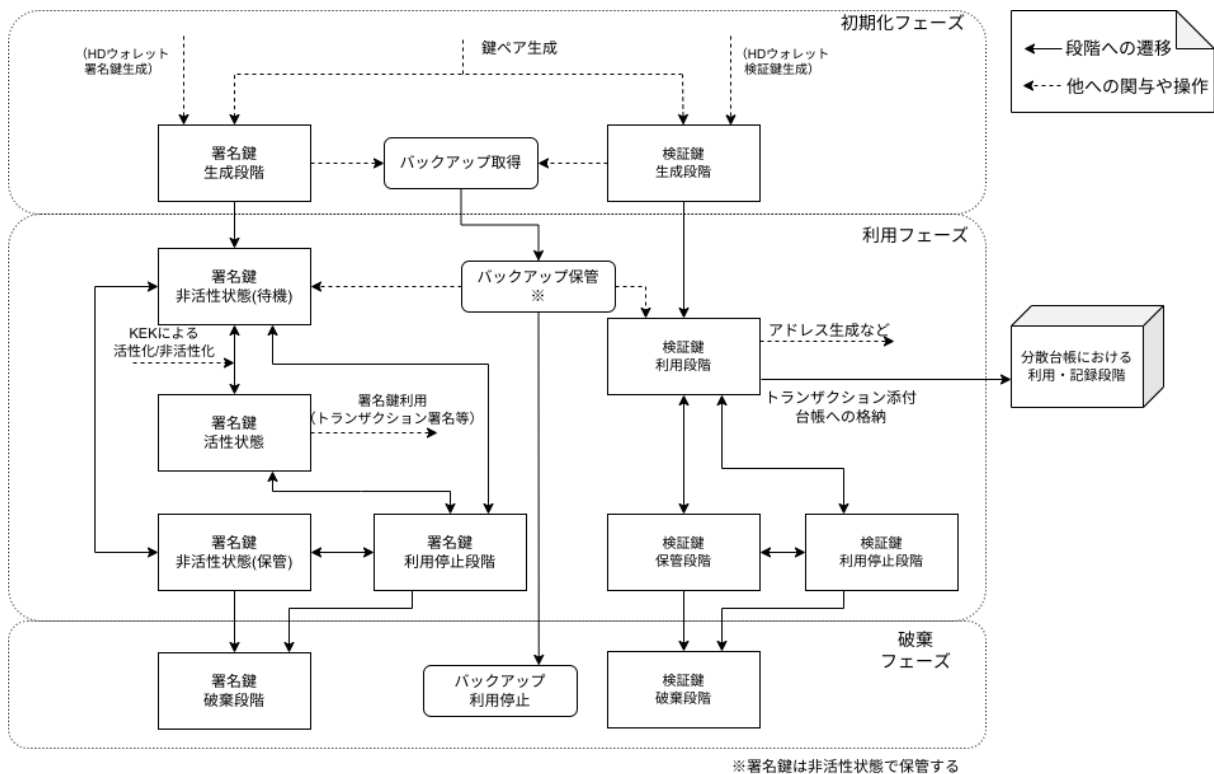 初期化フェーズ
（HDウォレット
署名鍵生成）
鍵ペア生成
（HDウォレット
検証鍵生成）
段階への遷移
他への関与や操作
署名鍵
生成段階
バックアップ取得
検証鍵
生成段階
利用フェーズ
署名鍵
非活性状態(待機)
バックアップ保管
※
KEKによる
活性化/非活性化
検証鍵
利用段階
アドレス生成など
分散台帳における
利用・記録段階
トランザクション添付
台帳への格納
署名鍵
活性状態
署名鍵利用
（トランザクション署名等）
署名鍵
非活性状態(保管)
署名鍵
利用停止段階
検証鍵
保管段階
検証鍵
利用停止段階
破棄
フェーズ
署名鍵
破棄段階
バックアップ
利用停止
検証鍵
破棄段階
※署名鍵は非活性状態で保管する